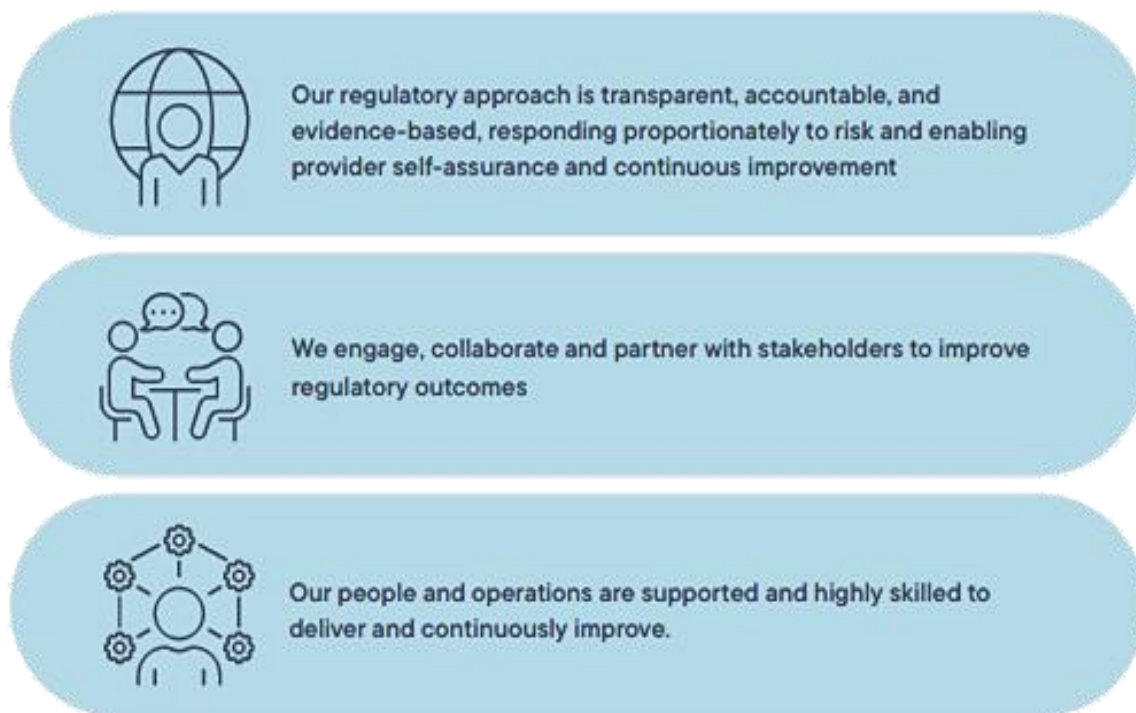 Our regulatory approach is transparent, accountable, and
evidence-based, responding proportionately to risk and enabling
provider self-assurance and continuous improvement
We engage, collaborate and partner with stakeholders to improve
regulatory outcomes
Our people and operations are supported and highly skilled to
deliver and continuously improve.